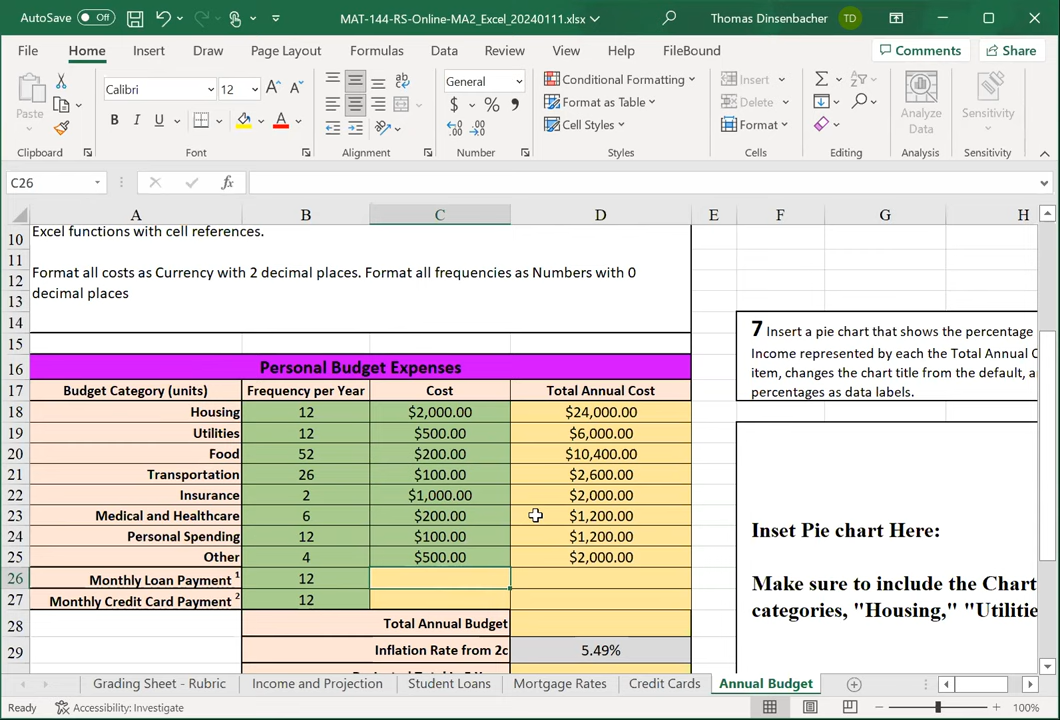 AutoSave Off MAT-144-RS-Online-MA2_Excel_20240111.xlsx Thomas Dinsenbacher TD
File Home Insert Draw Page Layout Formulas Data Review View Help FileBound Comments Share
Paste Calibri 12 General Conditional Formatting Insert
Format as Table Delete Analyze Data Sensitivity
B I U A $ % Cell Styles Format
Clipboard Font Alignment Number Styles Cells Editing Analysis Sensitivity
C26 fx
A B C D E F G H
10 Excel functions with cell references.
11
12 Format all costs as Currency with 2 decimal places. Format all frequencies as Numbers with 0
13 decimal places
14
15
16 Personal Budget Expenses
17 Budget Category (units) Frequency per Year Cost Total Annual Cost
18 Housing 12 $2,000.00 $24,000.00
19 Utilities 12 $500.00 $6,000.00
20 Food 52 $200.00 $10,400.00
21 Transportation 26 $100.00 $2,600.00
22 Insurance 2 $1,000.00 $2,000.00
23 Medical and Healthcare 6 $200.00 $1,200.00
24 Personal Spending 12 $100.00 $1,200.00
25 Other 4 $500.00 $2,000.00
26 Monthly Loan Payment 1 12
27 Monthly Credit Card Payment 2 12
28 Total Annual Budget
29 Inflation Rate from 2c 5.49%
7 Insert a pie chart that shows the percentage
Income represented by each the Total Annual C
item, changes the chart title from the default, a
percentages as data labels.
Inset Pie chart Here:
Make sure to include the Chart
categories, "Housing," "Utilitie
Grading Sheet - Rubric Income and Projection Student Loans Mortgage Rates Credit Cards Annual Budget
Ready Accessibility: Investigate 100%